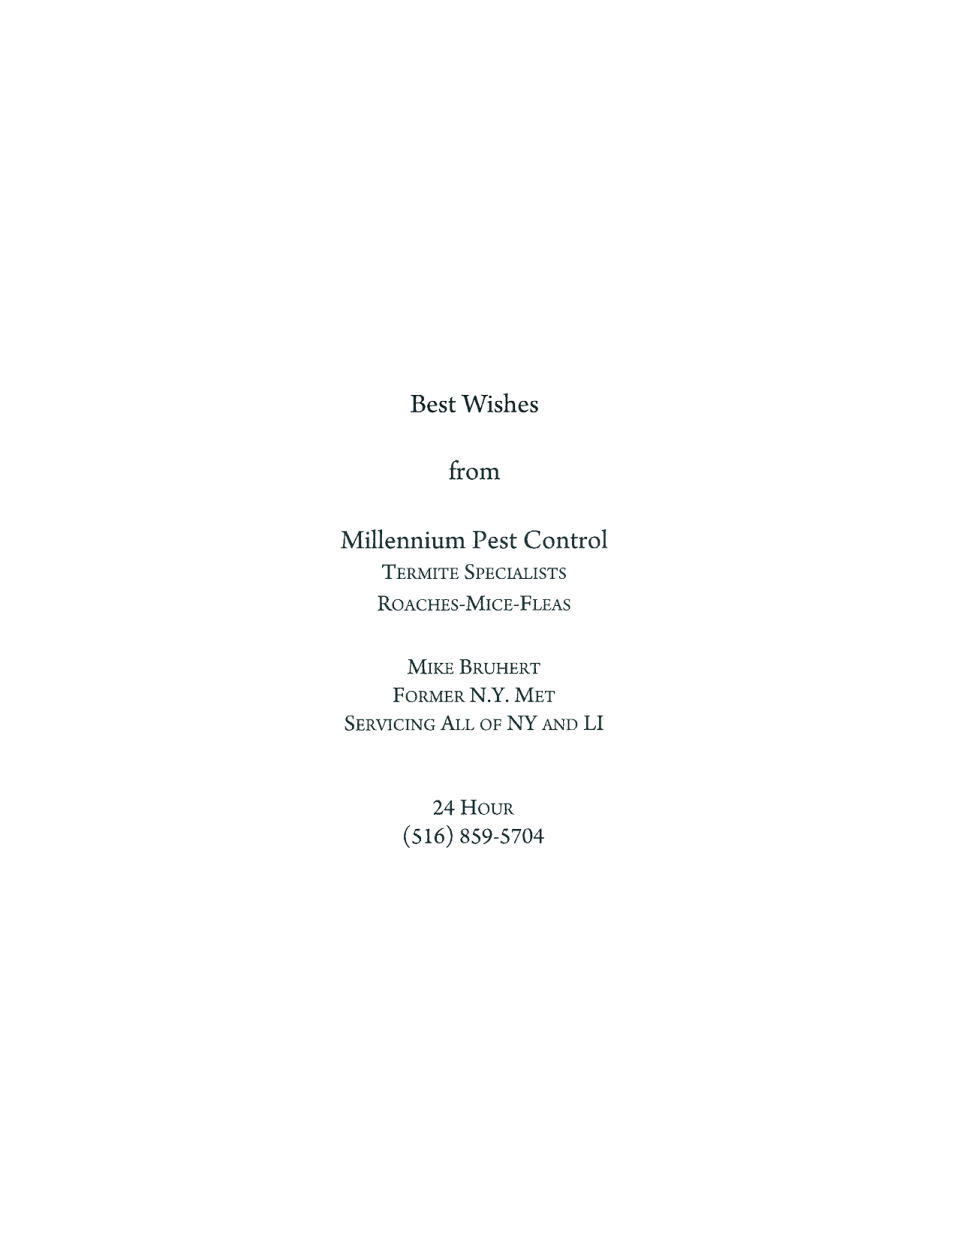 Best Wishes
from
Millennium Pest Control
Termite Specialists
Roaches-Mice-Fleas
Mike Bruhert
Former N.Y. Met
Servicing All of NY and LI
24 Hour
(516) 859-5704